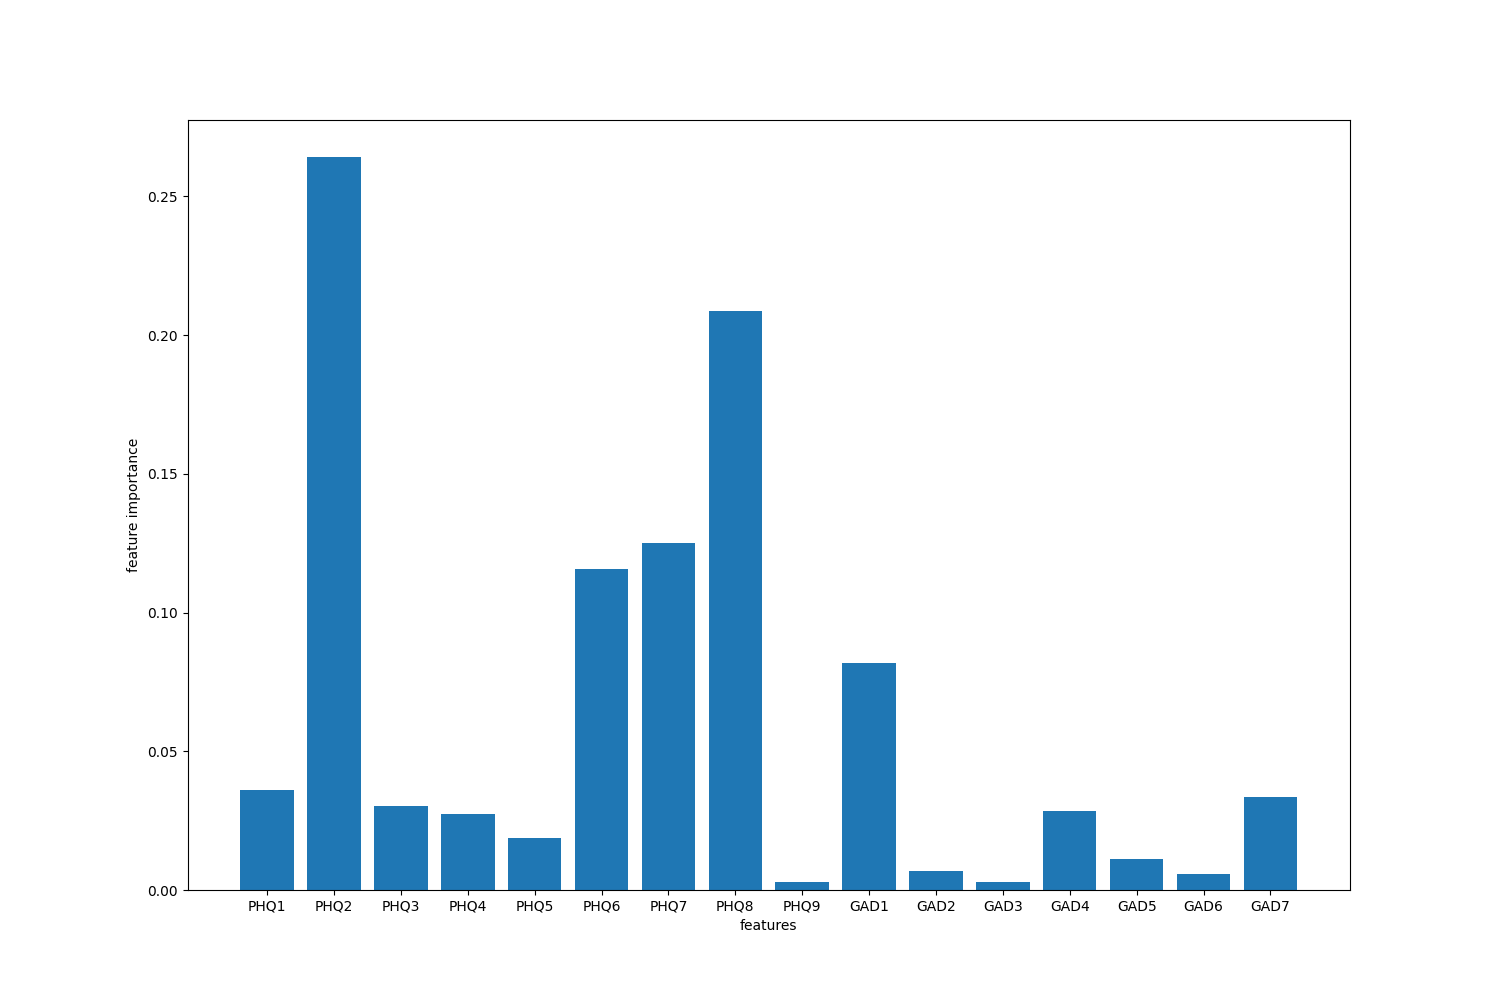 feature importance
0.25
0.20
0.15
0.10
0.05
0.00
PHQ1 PHQ2 PHQ3 PHQ4 PHQ5 PHQ6 PHQ7 PHQ8 PHQ9 GAD1 GAD2 GAD3 GAD4 GAD5 GAD6 GAD7
features